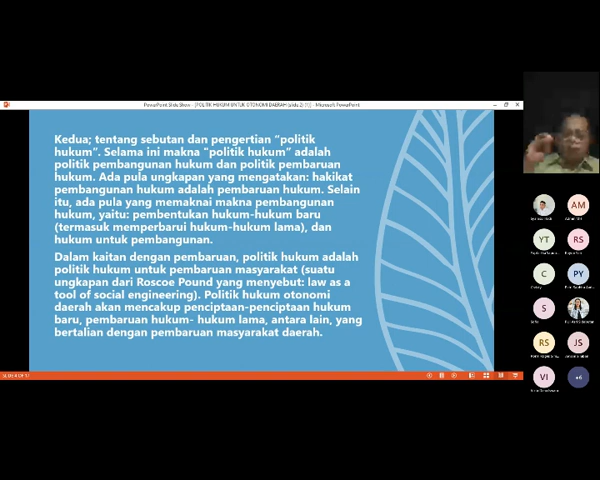 PowerPoint Slide Show - [POLITIK HUKUM UNTUK OTONOMI DAERAH (slide 2) (1)] - Microsoft PowerPoint
Kedua; tentang sebutan dan pengertian "politik
hukum". Selama ini makna "politik hukum" adalah
politik pembangunan hukum dan politik pembaruan
hukum. Ada pula ungkapan yang mengatakan: hakikat
pembangunan hukum adalah pembaruan hukum. Selain
itu, ada pula yang memaknai makna pembangunan
hukum, yaitu: pembentukan hukum-hukum baru
(termasuk memperbarui hukum-hukum lama), dan
hukum untuk pembangunan.
Dalam kaitan dengan pembaruan, politik hukum adalah
politik hukum untuk pembaruan masyarakat (suatu
ungkapan dari Roscoe Pound yang menyebut: law as a
tool of social engineering). Politik hukum otonomi
daerah akan mencakup penciptaan-penciptaan hukum
baru, pembaruan hukum- hukum lama, antara lain, yang
bertalian dengan pembaruan masyarakat daerah.
AM
YT
RS
C
PY
S
RS
JS
VI
+6